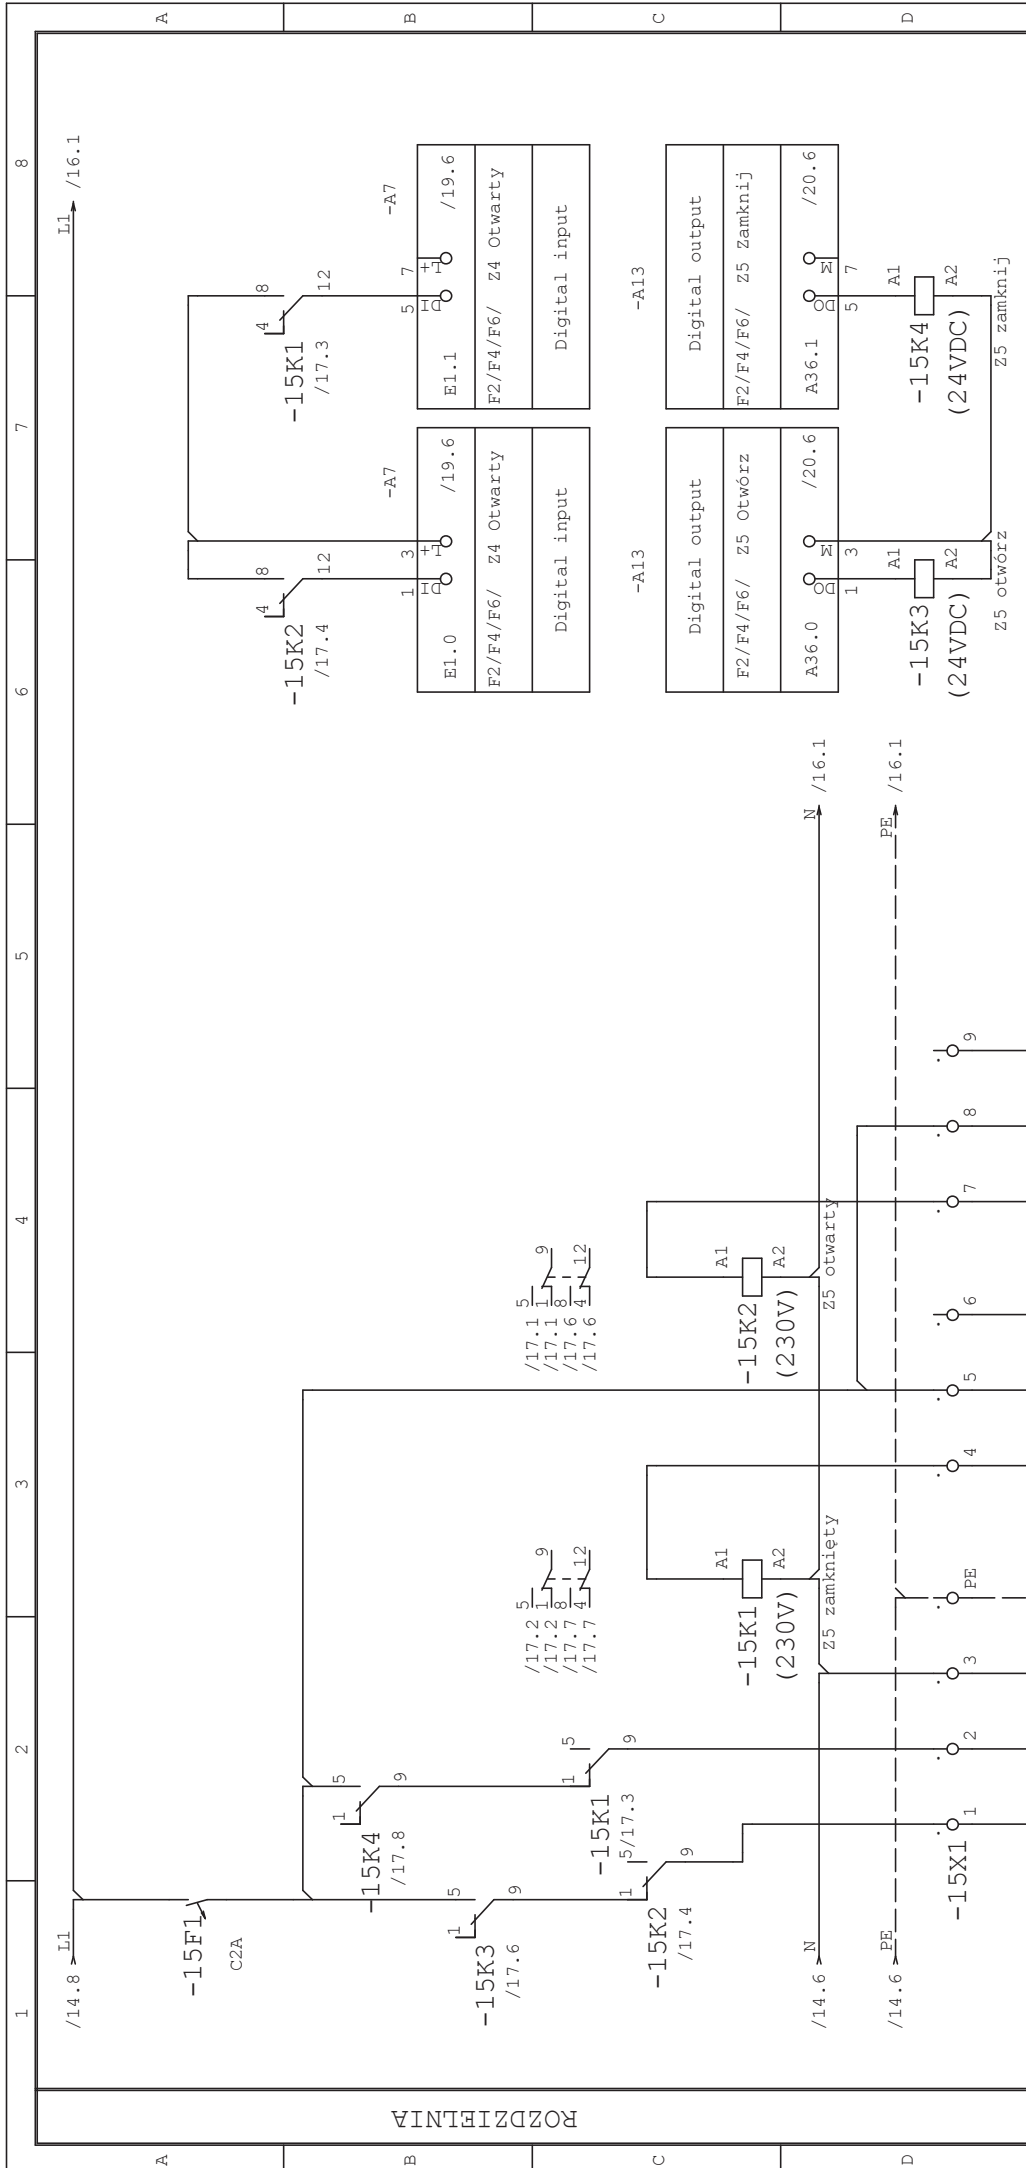 1
2
3
4
5
6
7
8
A
A
B
B
C
C
D
D
ROZDZIELNIA
/14.8
L1
L1
/16.1
-15F1
C2A
-15K3
/17.6
1
5
9
-15K2
/17.4
1
5
/17.3
9
-15K4
/17.8
1
5
9
-15K1
1
5
9
/17.2
5
/17.2
1
9
/17.7
8
/17.7
4
12
/17.1
5
/17.1
1
9
/17.6
8
/17.6
4
12
-15K1
(230V)
A1
A2
Z5 zamknięty
-15K2
(230V)
A1
A2
Z5 otwarty
/14.6
N
N
/16.1
/14.6
PE
PE
/16.1
-15X1
1
2
3
PE
4
5
6
7
8
9
-15K2
/17.4
4
8
12
-15K1
/17.3
4
8
12
-A7
1
3
DI
L+
E1.0
/19.6
F2/F4/F6/
Z4 Otwarty
Digital input
-A7
5
7
DI
L+
E1.1
/19.6
F2/F4/F6/
Z4 Otwarty
Digital input
-A13
Digital output
F2/F4/F6/
Z5 Otwórz
A36.0
/20.6
DO
M
1
3
-A13
Digital output
F2/F4/F6/
Z5 Zamknij
A36.1
/20.6
DO
M
5
7
-15K3
(24VDC)
A1
A2
Z5 otwórz
-15K4
(24VDC)
A1
A2
Z5 zamknij